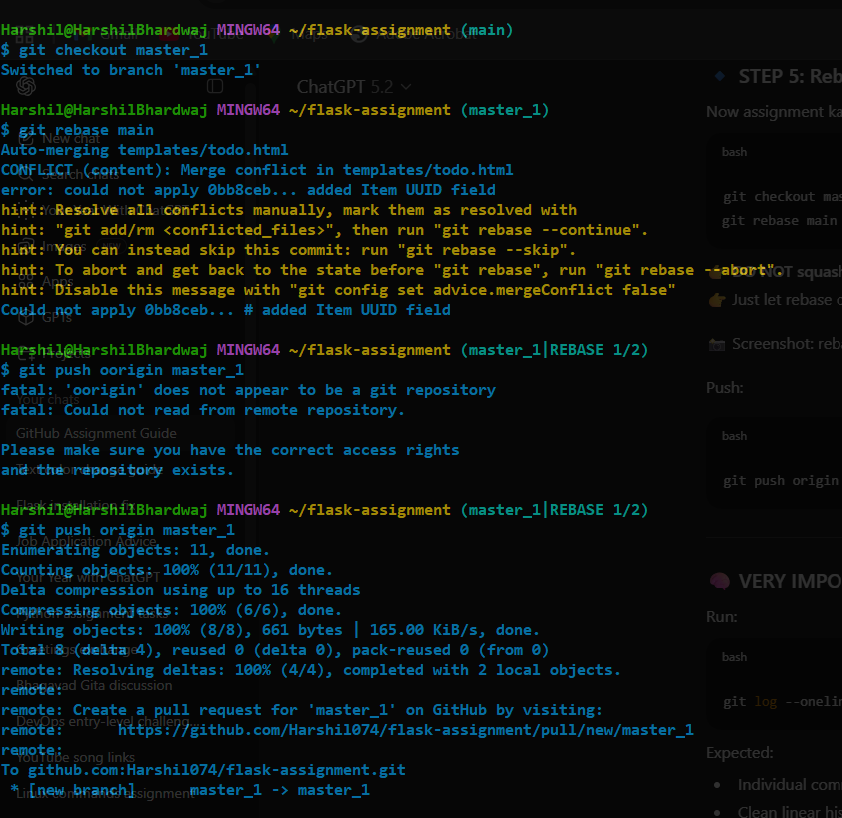 Harshil@HarshilBhardwaj MINGW64 ~/flask-assignment (main)
$ git checkout master_1
Switched to branch 'master_1'
ChatGPT 5.2
STEP 5: Reb
Harshil@HarshilBhardwaj MINGW64 ~/flask-assignment (master_1)
Now assignment ka
$ git rebase main
New chat
bash
Auto-merging templates/todo.html
CONFLICT (content): Merge conflict in templates/todo.html
Search chats
error: could not apply 0bb8ceb... added Item UUID field
git checkout mas
hint: Resolve all conflicts manually, mark them as resolved with
git rebase main
hint: "git add/rm <conflicted_files>", then run "git rebase --continue".
hint: You can instead skip this commit: run "git rebase --skip".
Images
hint: To abort and get back to the state before "git rebase", run "git rebase --abort".
NOT squash
Apps
hint: Disable this message with "git config set advice.mergeConflict false"
Just let rebase
Could not apply 0bb8ceb... # added Item UUID field
GPTs
Harshil@HarshilBhardwaj MINGW64 ~/flask-assignment (master_1|REBASE 1/2)
Screenshot: reb
Projects
$ git push oorigin master_1
Push:
fatal: 'oorigin' does not appear to be a git repository
Your chats
fatal: Could not read from remote repository.
GitHub Assignment Guide
bash
Please make sure you have the correct access rights
and the repository exists.
git push origin
Harshil@HarshilBhardwaj MINGW64 ~/flask-assignment (master_1|REBASE 1/2)
$ git push origin master_1
Job Application Advice
Enumerating objects: 11, done.
Counting objects: 100% (11/11), done.
Your Year with ChatGPT
VERY IMPO
Delta compression using up to 16 threads
Compressing objects: 100% (6/6), done.
Run:
Writing objects: 100% (8/8), 661 bytes | 165.00 KiB/s, done.
Total 8 (delta 4), reused 0 (delta 0), pack-reused 0 (from 0)
bash
remote: Resolving deltas: 100% (4/4), completed with 2 local objects.
Bhagavad Gita discussion
remote:
git log --onelin
remote: Create a pull request for 'master_1' on GitHub by visiting:
DevOps entry-level challeng...
remote:      https://github.com/Harshil074/flask-assignment/pull/new/master_1
remote:
Expected:
YouTube song links
To github.com:Harshil074/flask-assignment.git
Individual com
* [new branch]      master_1 -> master_1
Linux commands assignment
Clean linear his